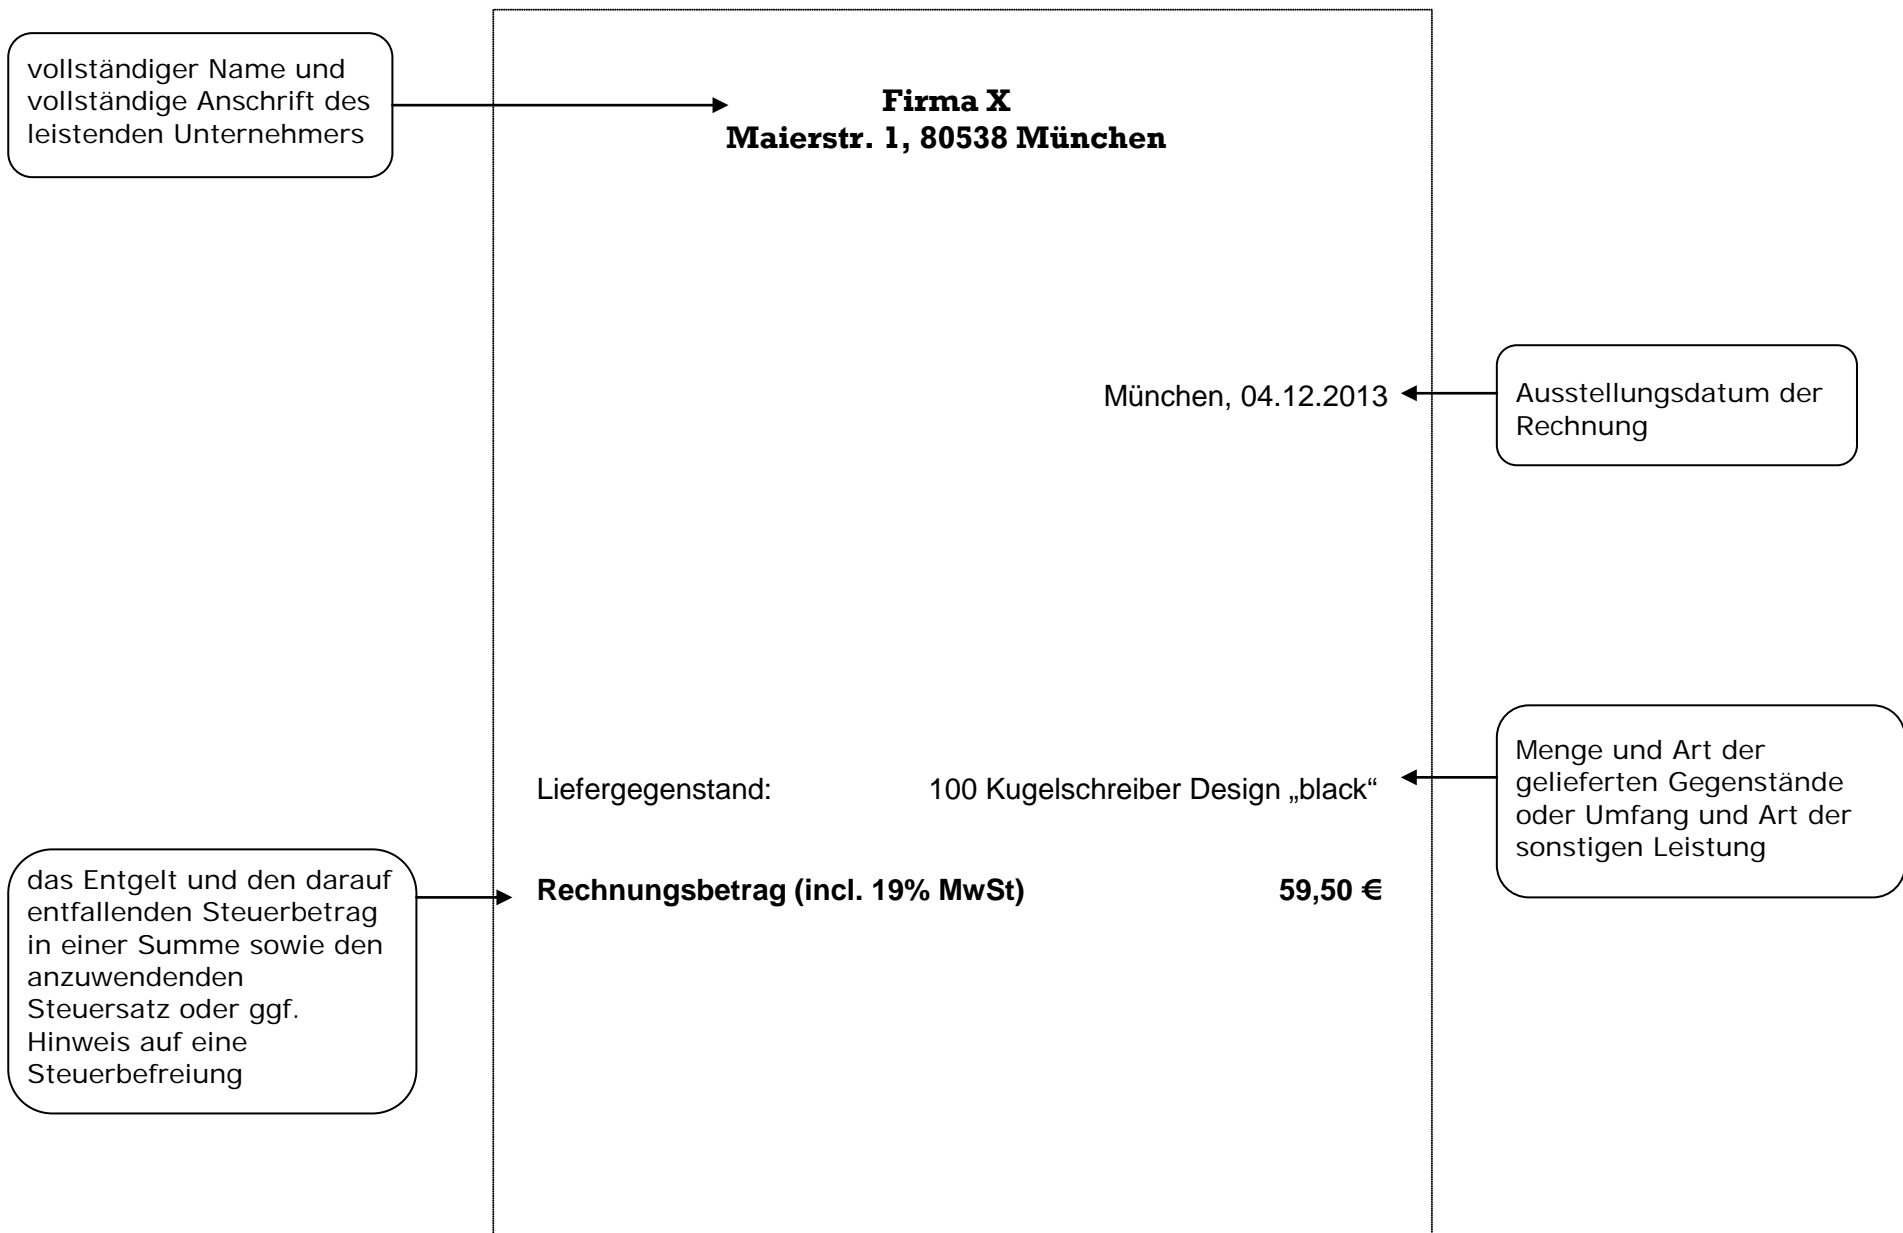 vollständiger Name und
vollständige Anschrift des
leistenden Unternehmers
Firma X
Maierstr. 1, 80538 München
München, 04.12.2013
Ausstellungsdatum der
Rechnung
Menge und Art der
gelieferten Gegenstände
oder Umfang und Art der
sonstigen Leistung
Liefergegenstand: 100 Kugelschreiber Design „black“
das Entgelt und den darauf
entfallenden Steuerbetrag
in einer Summe sowie den
anzuwendenden
Steuersatz oder ggf.
Hinweis auf eine
Steuerbefreiung
Rechnungsbetrag (incl. 19% MwSt) 59,50 €